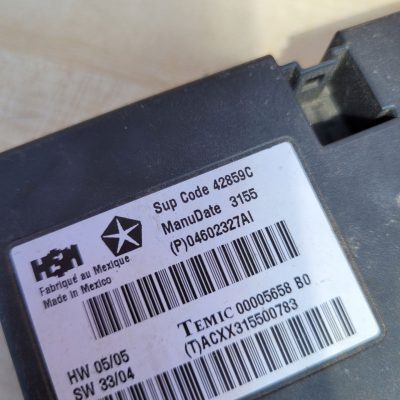 Sup Code 42859C
ManuDate 3155
(P)04602327AI
Fabriqué au Mexique
Made in Mexico
TEMIC 00005658 B0
(T)ACXX315500783
HW 05/05
SW 33/04